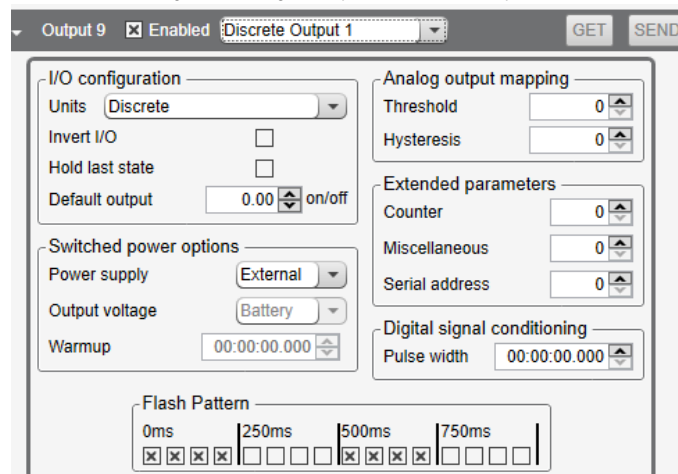 Output 9 Enabled Discrete Output 1 GET SEND
I/O configuration
Units Discrete
Invert I/O
Hold last state
Default output 0.00 on/off
Switched power options
Power supply External
Output voltage Battery
Warmup 00:00:00.000
Analog output mapping
Threshold 0
Hysteresis 0
Extended parameters
Counter 0
Miscellaneous 0
Serial address 0
Digital signal conditioning
Pulse width 00:00:00.000
Flash Pattern
0ms 250ms 500ms 750ms